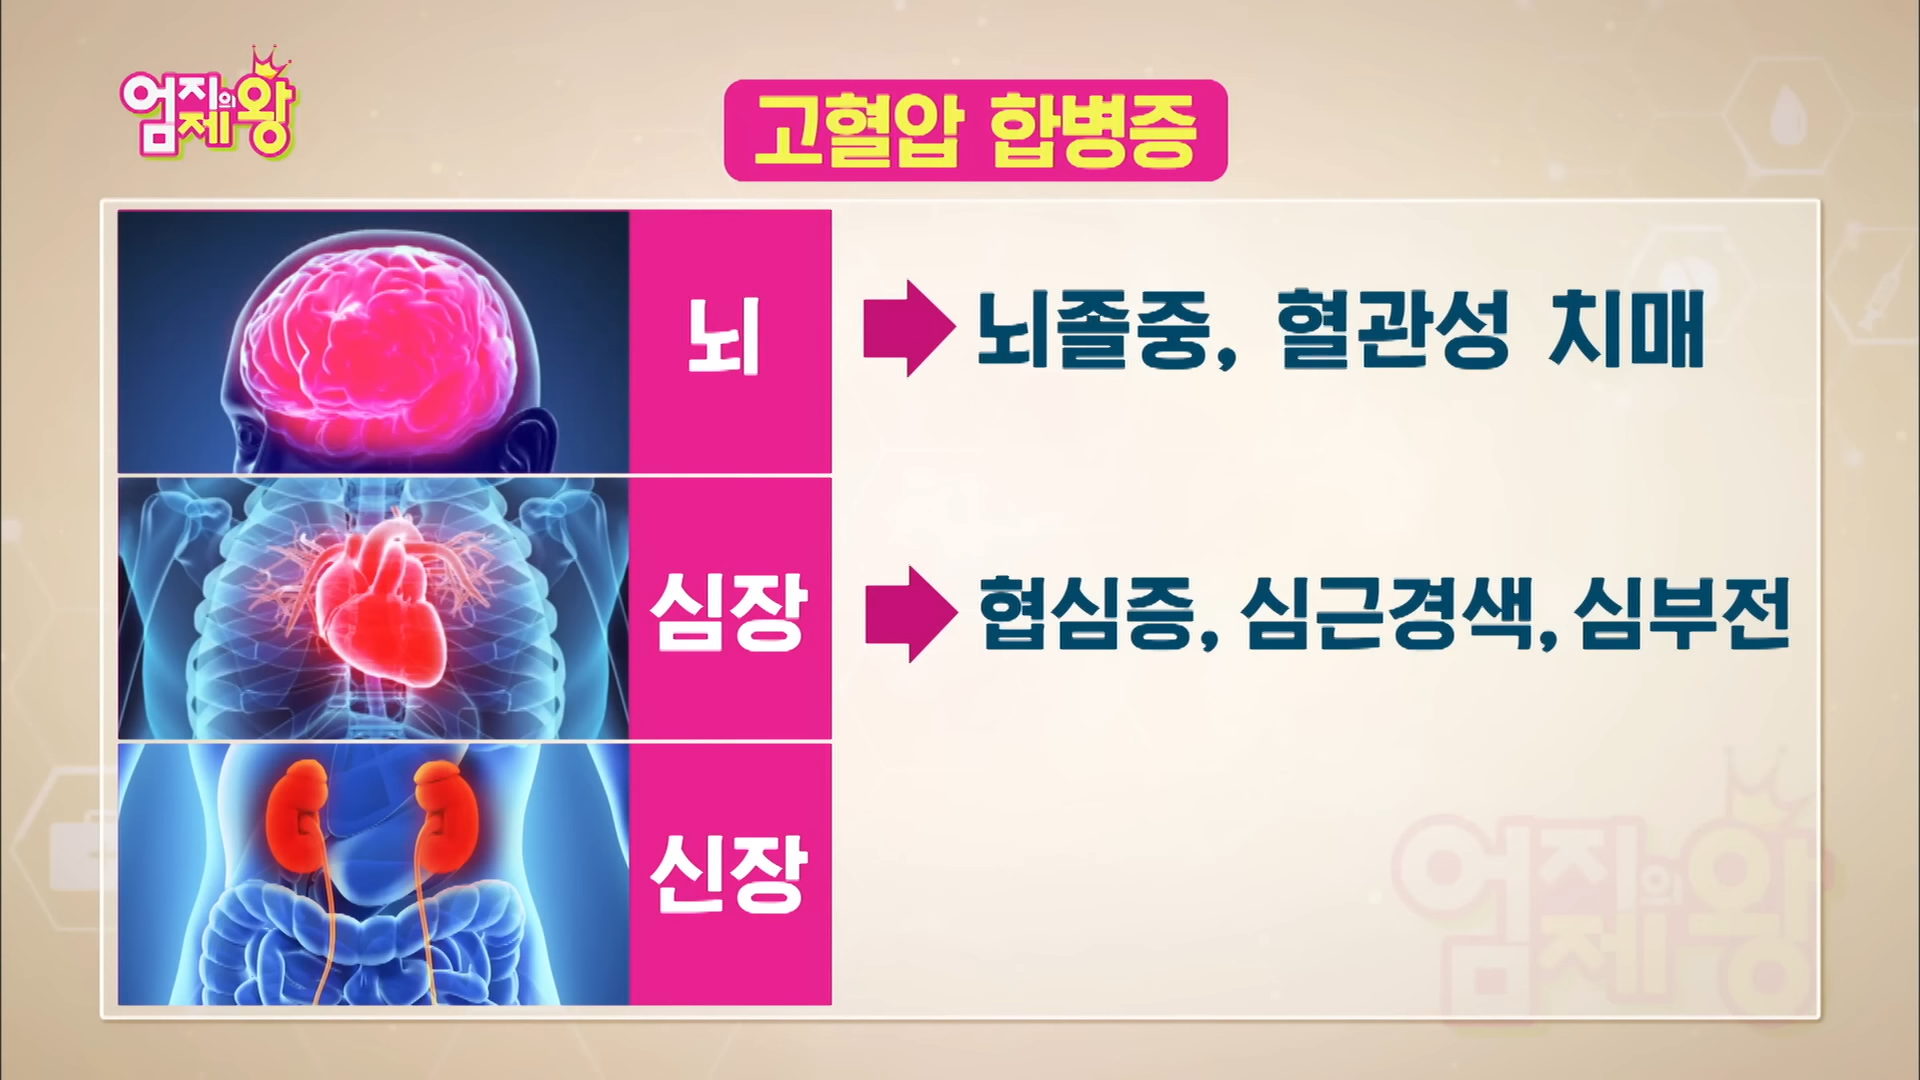 엄지의 제왕
고혈압 합병증
뇌
뇌졸중, 혈관성 치매
심장
협심증, 심근경색, 심부전
신장
엄지의 제왕